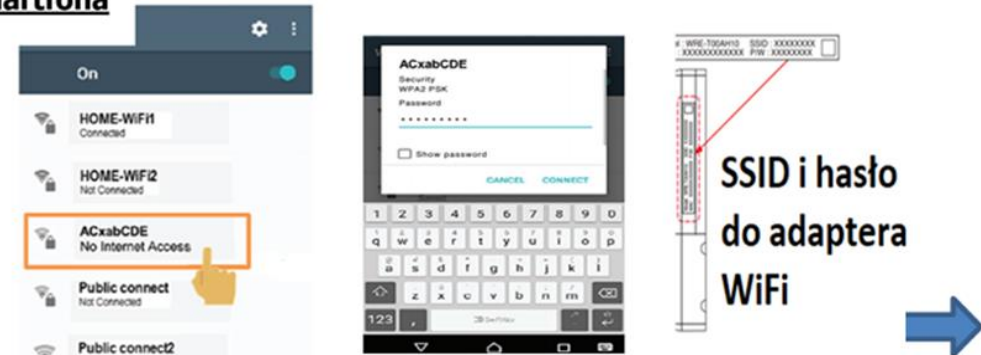 On
HOME-WiFi1
Connected
HOME-WiFi2
Not Connected
ACxabCDE
No Internet Access
Public connect
Not Connected
Public connect2
ACxabCDE
Security
WPA2 PSK
Password
Show password
CANCEL CONNECT
1 2 3 4 5 6 7 8 9 0
q w e r t y u i o p
a s d f g h j k l
z x c v b n m
123 ,
: WRE-T00AH10 SSID : XXXXXXXX
: XXXXXXXXXXXX P/W : XXXXXXXX
SSID i hasło
do adaptera
WiFi